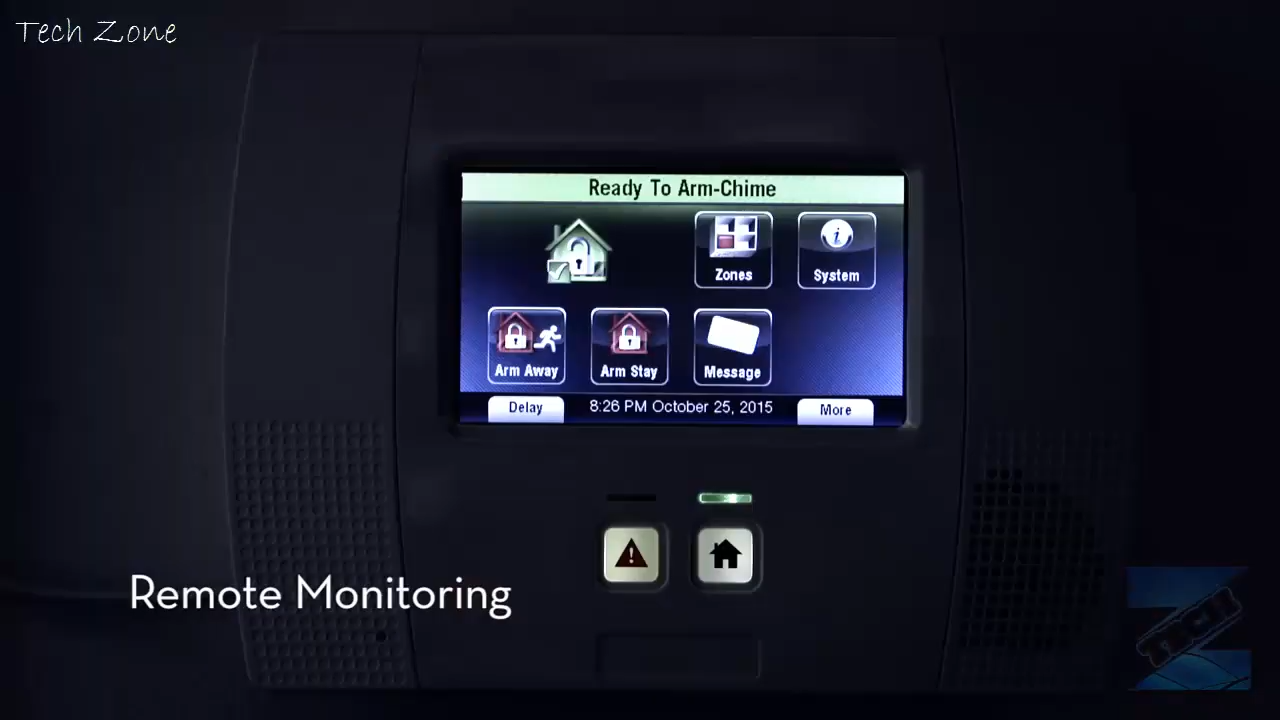 Tech Zone
Ready To Arm-Chime
Zones
System
Arm Away
Arm Stay
Message
Delay
8:26 PM October 25, 2015
More
Remote Monitoring
TECH
Z